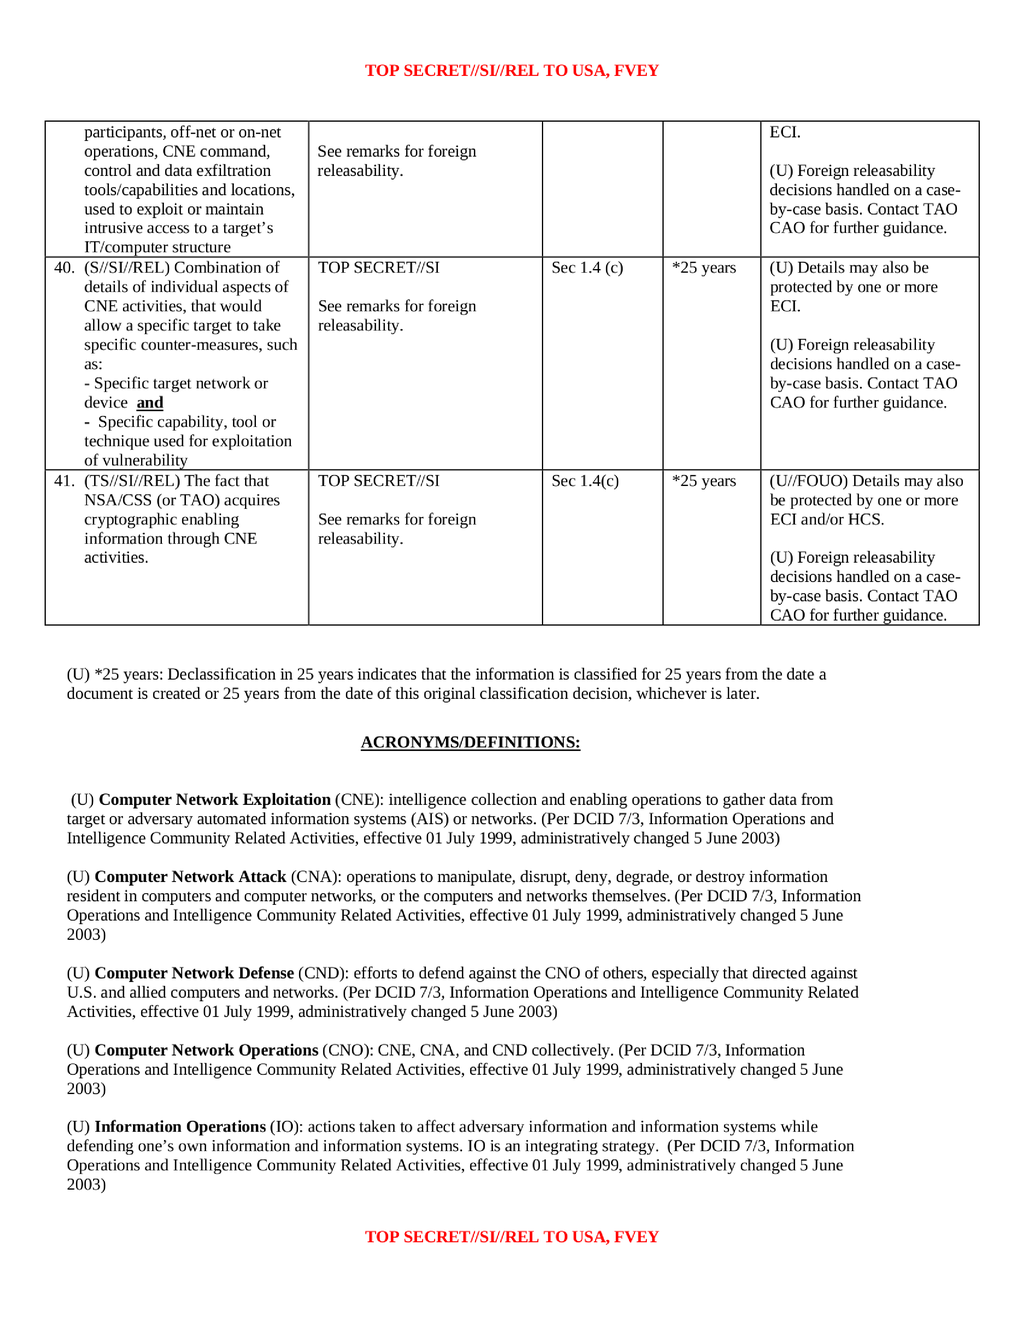 TOP SECRET//SI//REL TO USA, FVEY
participants, off-net or on-net
operations, CNE command,
control and data exfiltration
tools/capabilities and locations,
used to exploit or maintain
intrusive access to a target's
IT/computer structure
See remarks for foreign
releasability.
ECI.
(U) Foreign releasability
decisions handled on a case-
by-case basis. Contact TAO
CAO for further guidance.
40. (S//SI//REL) Combination of
details of individual aspects of
CNE activities, that would
allow a specific target to take
specific counter-measures, such
as:
- Specific target network or
device and
- Specific capability, tool or
technique used for exploitation
of vulnerability
TOP SECRET//SI
See remarks for foreign
releasability.
Sec 1.4 (c)
*25 years
(U) Details may also be
protected by one or more
ECI.
(U) Foreign releasability
decisions handled on a case-
by-case basis. Contact TAO
CAO for further guidance.
41. (TS//SI//REL) The fact that
NSA/CSS (or TAO) acquires
cryptographic enabling
information through CNE
activities.
TOP SECRET//SI
See remarks for foreign
releasability.
Sec 1.4(c)
*25 years
(U//FOUO) Details may also
be protected by one or more
ECI and/or HCS.
(U) Foreign releasability
decisions handled on a case-
by-case basis. Contact TAO
CAO for further guidance.
(U) *25 years: Declassification in 25 years indicates that the information is classified for 25 years from the date a
document is created or 25 years from the date of this original classification decision, whichever is later.
ACRONYMS/DEFINITIONS:
(U) Computer Network Exploitation (CNE): intelligence collection and enabling operations to gather data from
target or adversary automated information systems (AIS) or networks. (Per DCID 7/3, Information Operations and
Intelligence Community Related Activities, effective 01 July 1999, administratively changed 5 June 2003)
(U) Computer Network Attack (CNA): operations to manipulate, disrupt, deny, degrade, or destroy information
resident in computers and computer networks, or the computers and networks themselves. (Per DCID 7/3, Information
Operations and Intelligence Community Related Activities, effective 01 July 1999, administratively changed 5 June
2003)
(U) Computer Network Defense (CND): efforts to defend against the CNO of others, especially that directed against
U.S. and allied computers and networks. (Per DCID 7/3, Information Operations and Intelligence Community Related
Activities, effective 01 July 1999, administratively changed 5 June 2003)
(U) Computer Network Operations (CNO): CNE, CNA, and CND collectively. (Per DCID 7/3, Information
Operations and Intelligence Community Related Activities, effective 01 July 1999, administratively changed 5 June
2003)
(U) Information Operations (IO): actions taken to affect adversary information and information systems while
defending one's own information and information systems. IO is an integrating strategy. (Per DCID 7/3, Information
Operations and Intelligence Community Related Activities, effective 01 July 1999, administratively changed 5 June
2003)
TOP SECRET//SI//REL TO USA, FVEY